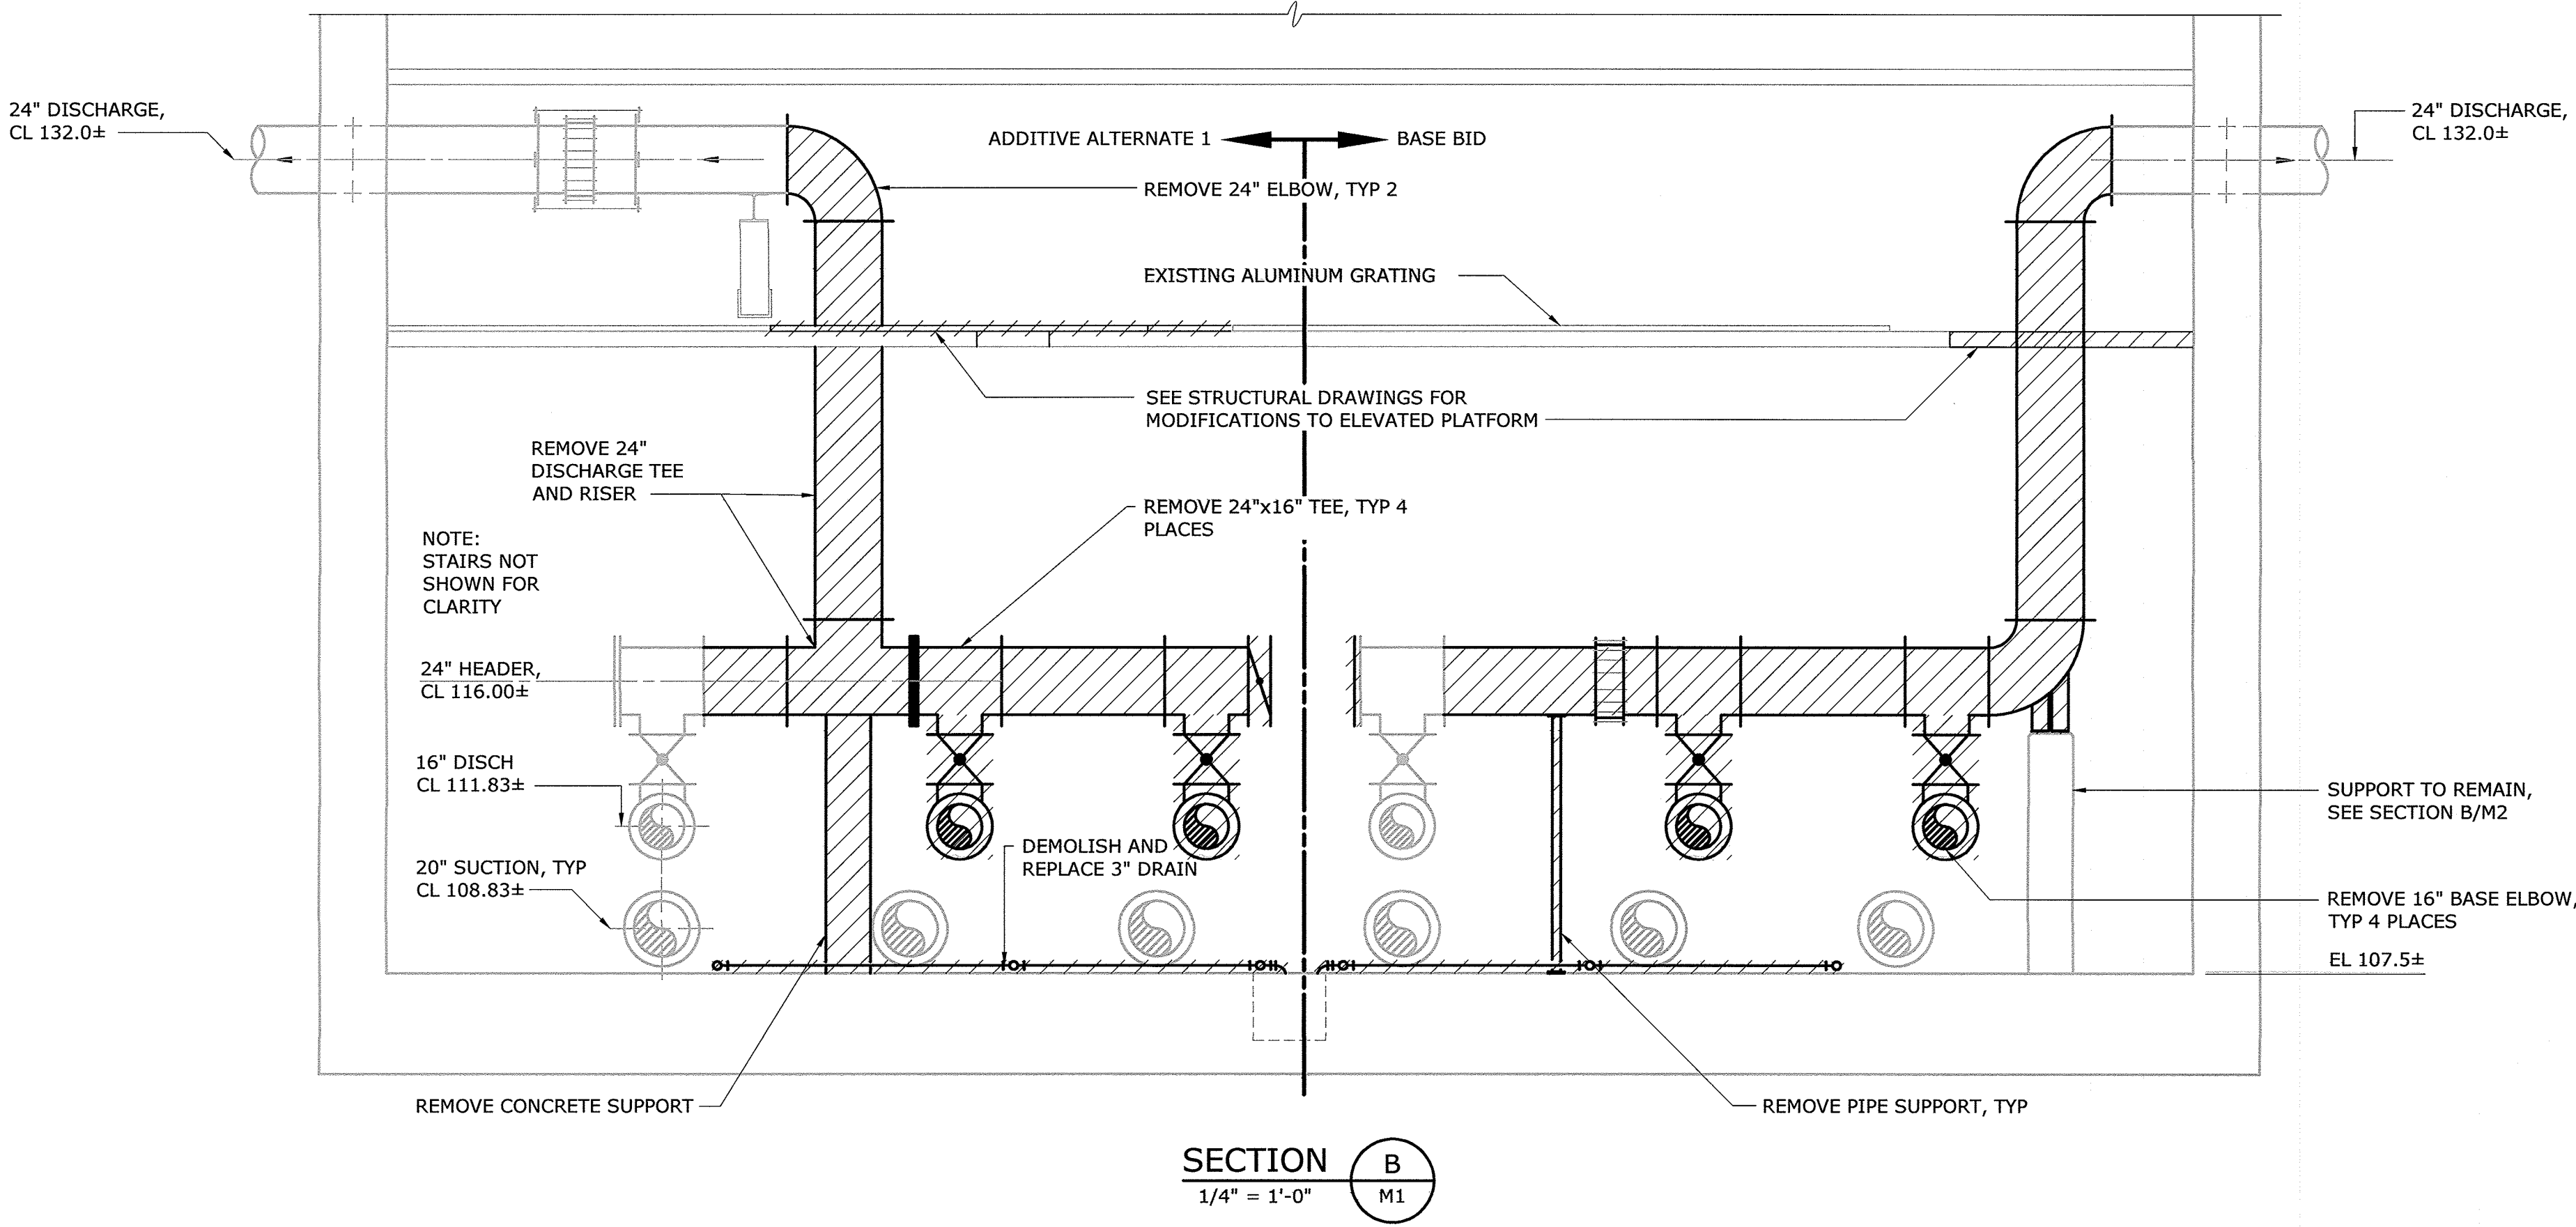 24" DISCHARGE,
CL 132.0±
ADDITIVE ALTERNATE 1
BASE BID
24" DISCHARGE,
CL 132.0±
REMOVE 24" ELBOW, TYP 2
EXISTING ALUMINUM GRATING
SEE STRUCTURAL DRAWINGS FOR
MODIFICATIONS TO ELEVATED PLATFORM
REMOVE 24"
DISCHARGE TEE
AND RISER
REMOVE 24"x16" TEE, TYP 4
PLACES
NOTE:
STAIRS NOT
SHOWN FOR
CLARITY
24" HEADER,
CL 116.00±
16" DISCH
CL 111.83±
SUPPORT TO REMAIN,
SEE SECTION B/M2
DEMOLISH AND
REPLACE 3" DRAIN
20" SUCTION, TYP
CL 108.83±
REMOVE 16" BASE ELBOW,
TYP 4 PLACES
EL 107.5±
REMOVE CONCRETE SUPPORT
REMOVE PIPE SUPPORT, TYP
SECTION
B
1/4" = 1'-0"
M1